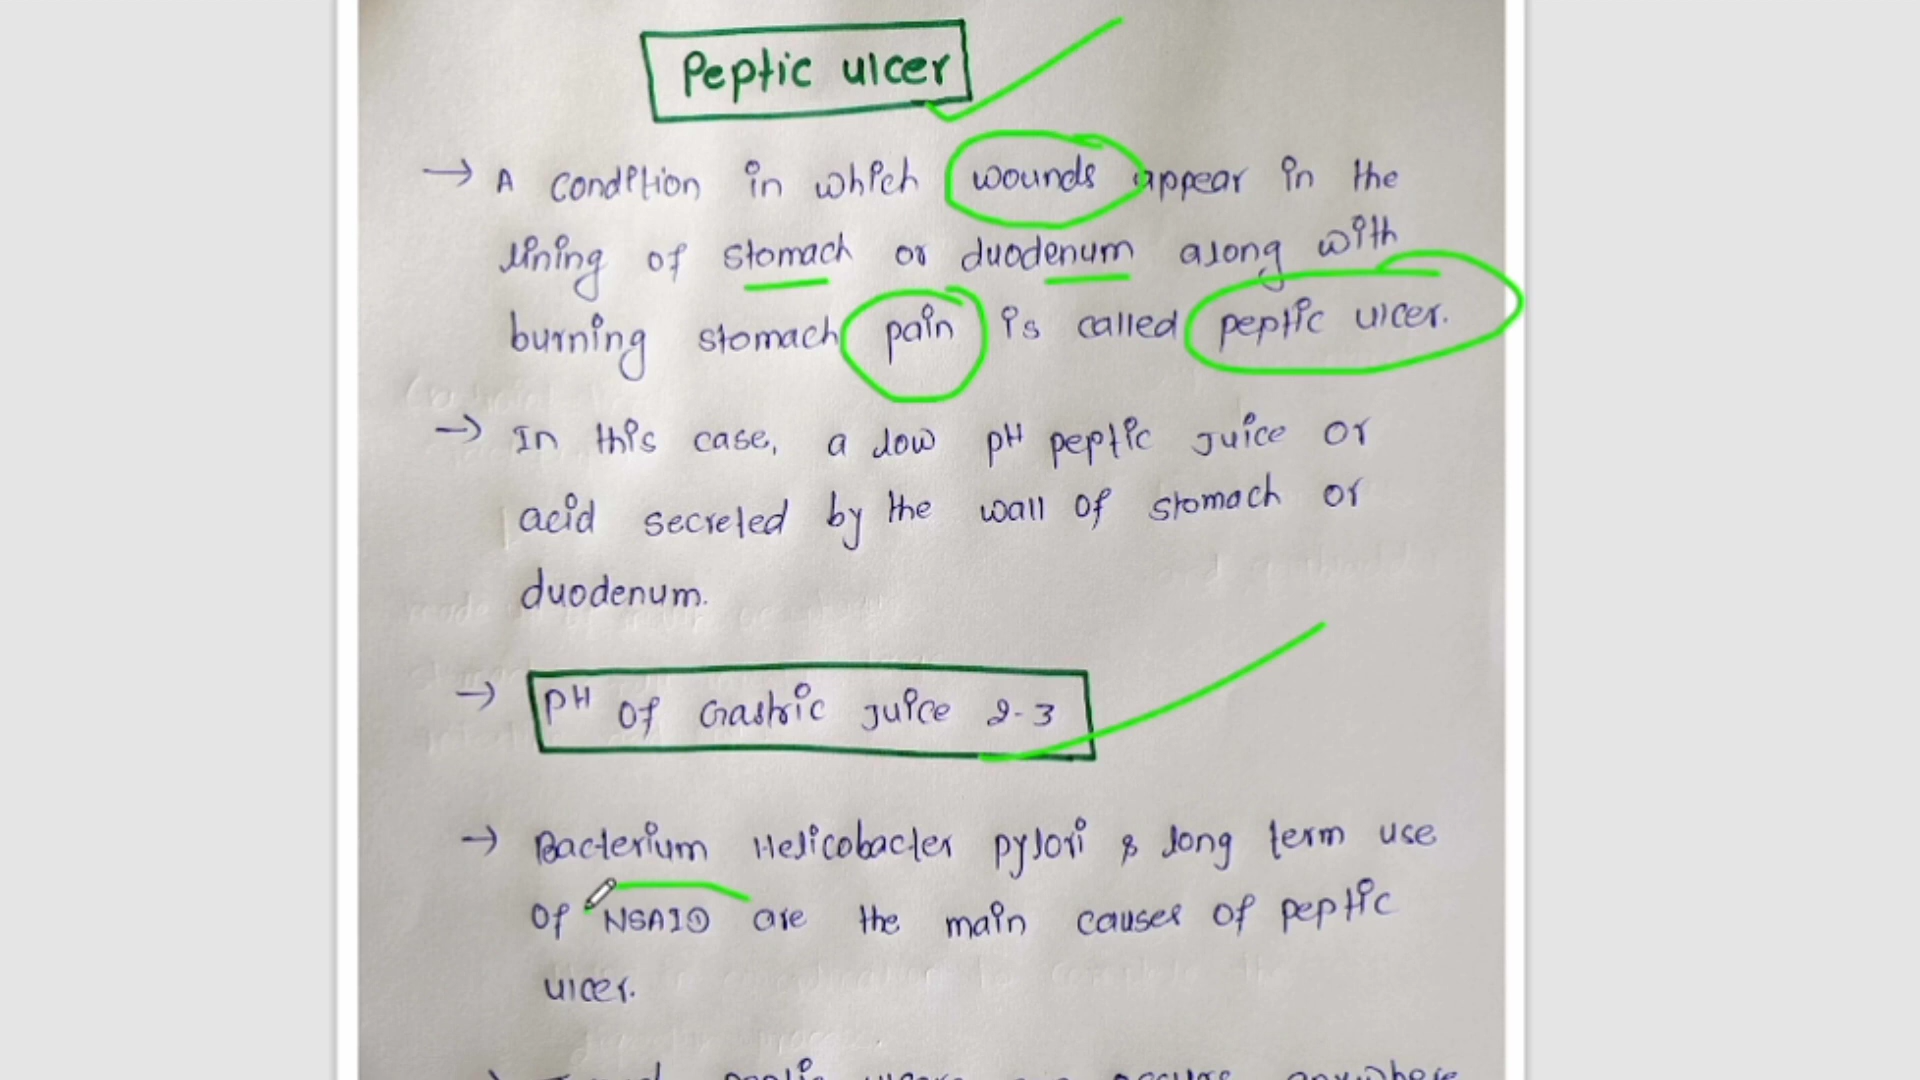 Peptic ulcer
→ A condition in which wounds appear in the
lining of stomach or duodenum along with
burning stomach pain is called peptic ulcer.
→ In this case, a low pH peptic juice or
acid secreted by the wall of stomach or
duodenum.
→ PH of Gastric juice 2-3
→ Bacterium Helicobacter pylori & long term use
of NSAID are the main causes of peptic
ulcer.